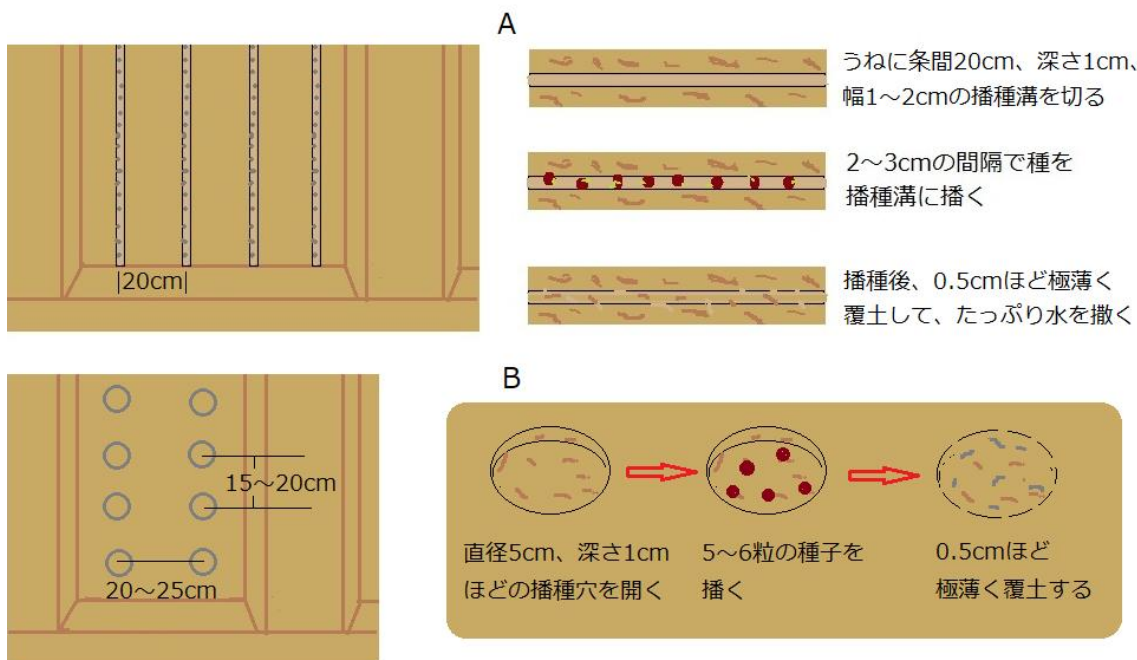 A
うねに条間20cm、深さ1cm、
幅1～2cmの播種溝を切る
2～3cmの間隔で種を
播種溝に播く
20cm
播種後、0.5cmほど極薄く
覆土して、たっぷり水を撒く
B
15～20cm
20～25cm
直径5cm、深さ1cm
ほどの播種穴を開く
5～6粒の種子を
播く
0.5cmほど
極薄く覆土する